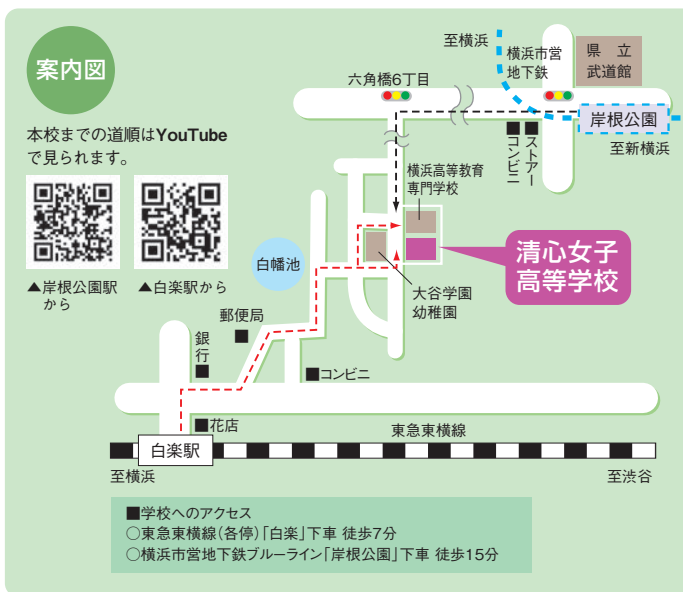 案内図
本校までの道順はYouTube
で見られます。
▲岸根公園駅
から
▲白楽駅から
至横浜
横浜市営
地下鉄
県立
武道館
六角橋6丁目
岸根公園
至新横浜
コンビニ
ストアー
横浜高等教育
専門学校
清心女子
高等学校
白幡池
大谷学園
幼稚園
郵便局
銀行
コンビニ
花店
東急東横線
白楽駅
至横浜
至渋谷
■学校へのアクセス
○東急東横線(各停)「白楽」下車 徒歩7分
○横浜市営地下鉄ブルーライン「岸根公園」下車 徒歩15分